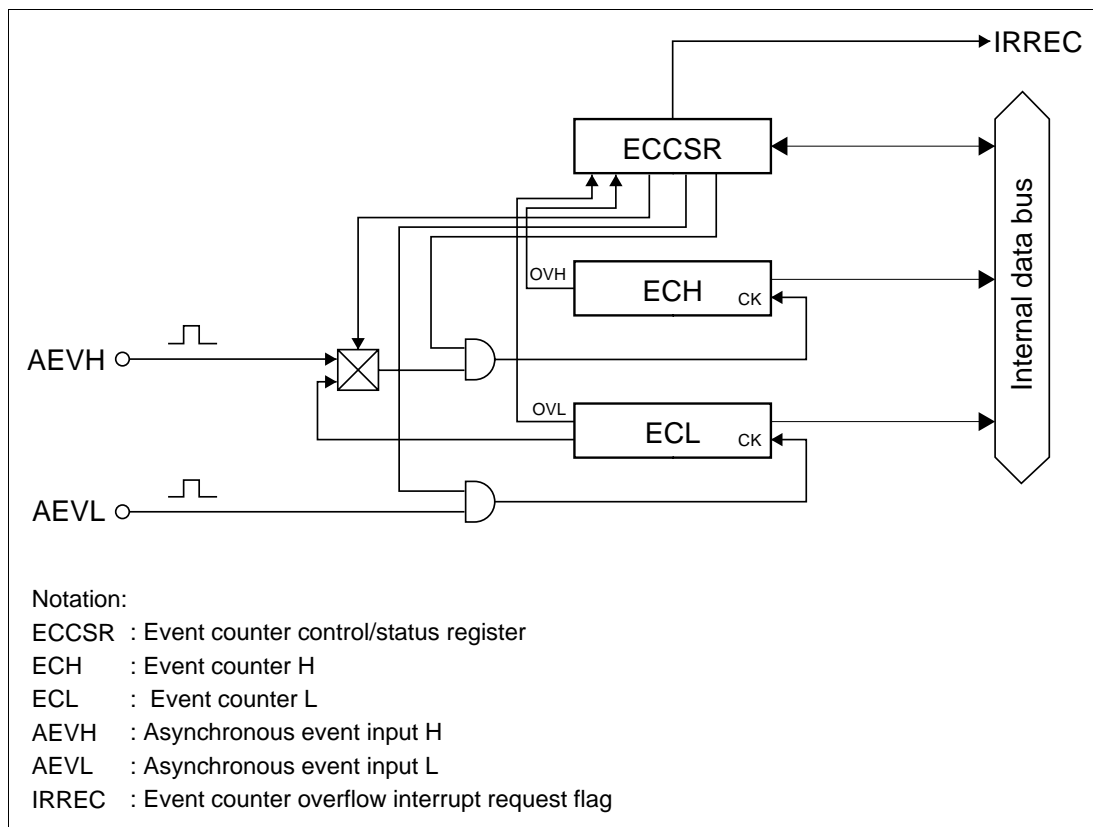 IRREC
ECCSR
Internal data bus
OVH
ECH
CK
AEVH
OVL
ECL
CK
AEVL
Notation:
ECCSR : Event counter control/status register
ECH : Event counter H
ECL : Event counter L
AEVH : Asynchronous event input H
AEVL : Asynchronous event input L
IRREC : Event counter overflow interrupt request flag